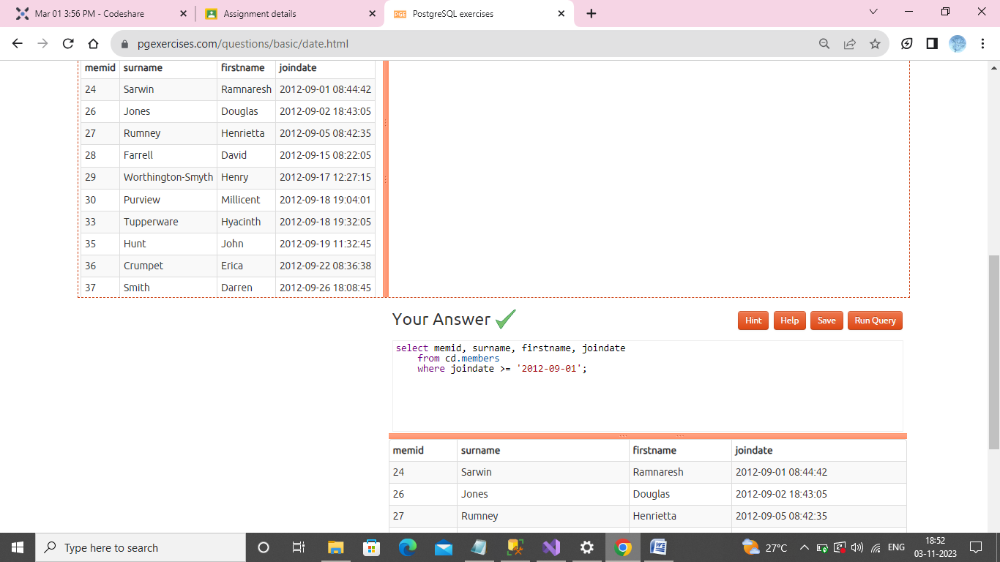 Mar 01 3:56 PM - Codeshare
Assignment details
PGE PostgreSQL exercises
pgexercises.com/questions/basic/date.html
memid surname firstname joindate
24 Sarwin Ramnaresh 2012-09-01 08:44:42
26 Jones Douglas 2012-09-02 18:43:05
27 Rumney Henrietta 2012-09-05 08:42:35
28 Farrell David 2012-09-15 08:22:05
29 Worthington-Smyth Henry 2012-09-17 12:27:15
30 Purview Millicent 2012-09-18 19:04:01
33 Tupperware Hyacinth 2012-09-18 19:32:05
35 Hunt John 2012-09-19 11:32:45
36 Crumpet Erica 2012-09-22 08:36:38
37 Smith Darren 2012-09-26 18:08:45
Your Answer
Hint Help Save Run Query
select memid, surname, firstname, joindate
from cd.members
where joindate >= '2012-09-01';
memid surname firstname joindate
24 Sarwin Ramnaresh 2012-09-01 08:44:42
26 Jones Douglas 2012-09-02 18:43:05
27 Rumney Henrietta 2012-09-05 08:42:35
Type here to search
27°C
ENG
18:52
03-11-2023